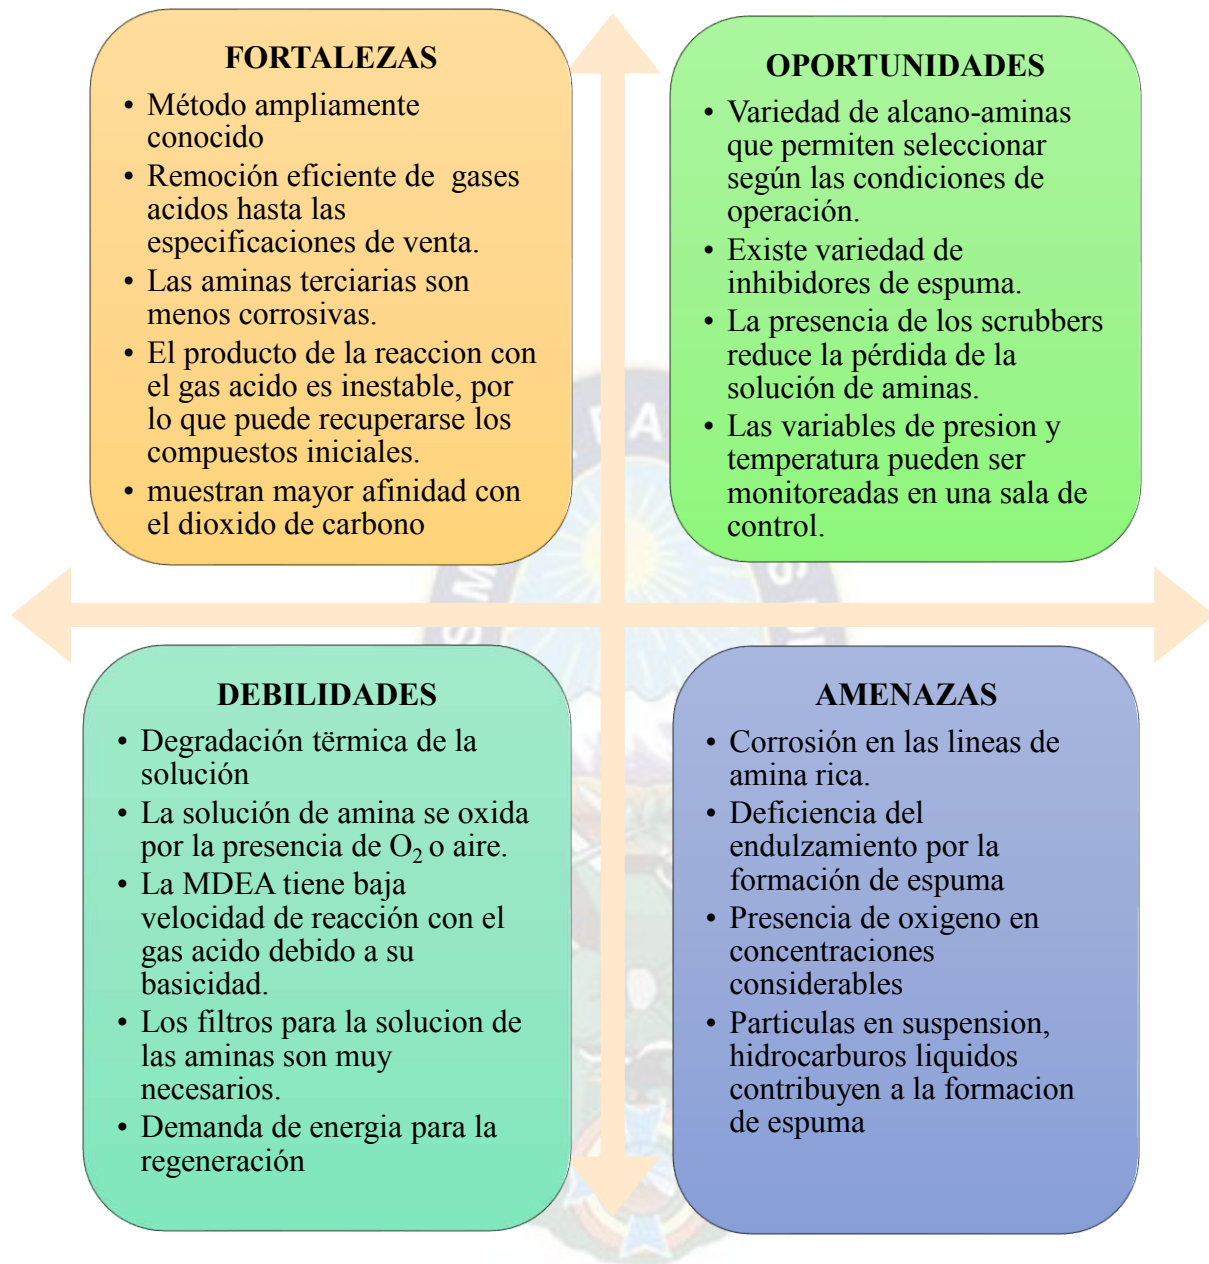 FORTALEZAS
• Método ampliamente
conocido
• Remoción eficiente de gases
acidos hasta las
especificaciones de venta.
• Las aminas terciarias son
menos corrosivas.
• El producto de la reaccion con
el gas acido es inestable, por
lo que puede recuperarse los
compuestos iniciales.
• muestran mayor afinidad con
el dioxido de carbono
OPORTUNIDADES
• Variedad de alcano-aminas
que permiten seleccionar
según las condiciones de
operación.
• Existe variedad de
inhibidores de espuma.
• La presencia de los scrubbers
reduce la pérdida de la
solución de aminas.
• Las variables de presion y
temperatura pueden ser
monitoreadas en una sala de
control.
DEBILIDADES
• Degradación tërmica de la
solución
• La solución de amina se oxida
por la presencia de O₂ o aire.
• La MDEA tiene baja
velocidad de reacción con el
gas acido debido a su
basicidad.
• Los filtros para la solucion de
las aminas son muy
necesarios.
• Demanda de energia para la
regeneración
AMENAZAS
• Corrosión en las lineas de
amina rica.
• Deficiencia del
endulzamiento por la
formación de espuma
• Presencia de oxigeno en
concentraciones
considerables
• Particulas en suspension,
hidrocarburos liquidos
contribuyen a la formacion
de espuma